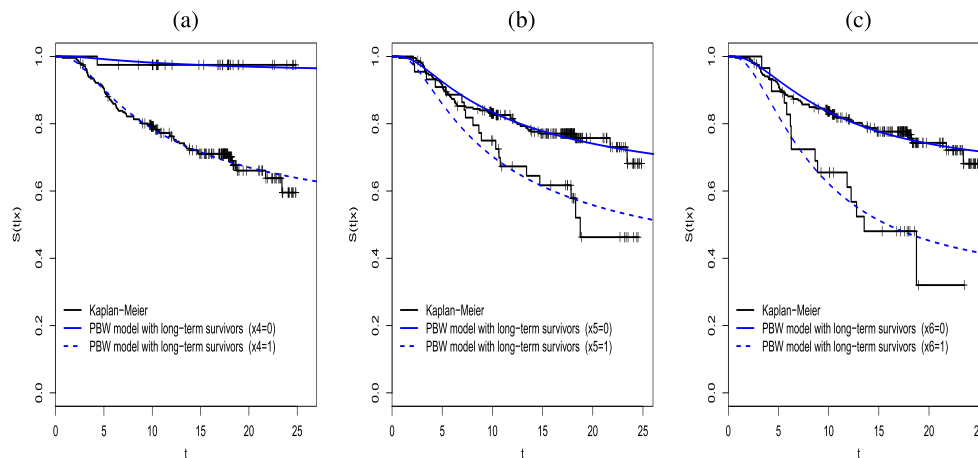 (a)
1.0
0.8
0.6
0.4
0.2
0.0
S(t|x)
Kaplan−Meier
PBW model with long−term survivors (x4=0)
PBW model with long−term survivors (x4=1)
0 5 10 15 20 25
t
(b)
1.0
0.8
0.6
0.4
0.2
0.0
S(t|x)
Kaplan−Meier
PBW model with long−term survivors (x5=0)
PBW model with long−term survivors (x5=1)
0 5 10 15 20 25
t
(c)
1.0
0.8
0.6
0.4
0.2
0.0
S(t|x)
Kaplan−Meier
PBW model with long−term survivors (x6=0)
PBW model with long−term survivors (x6=1)
0 5 10 15 20 25
t